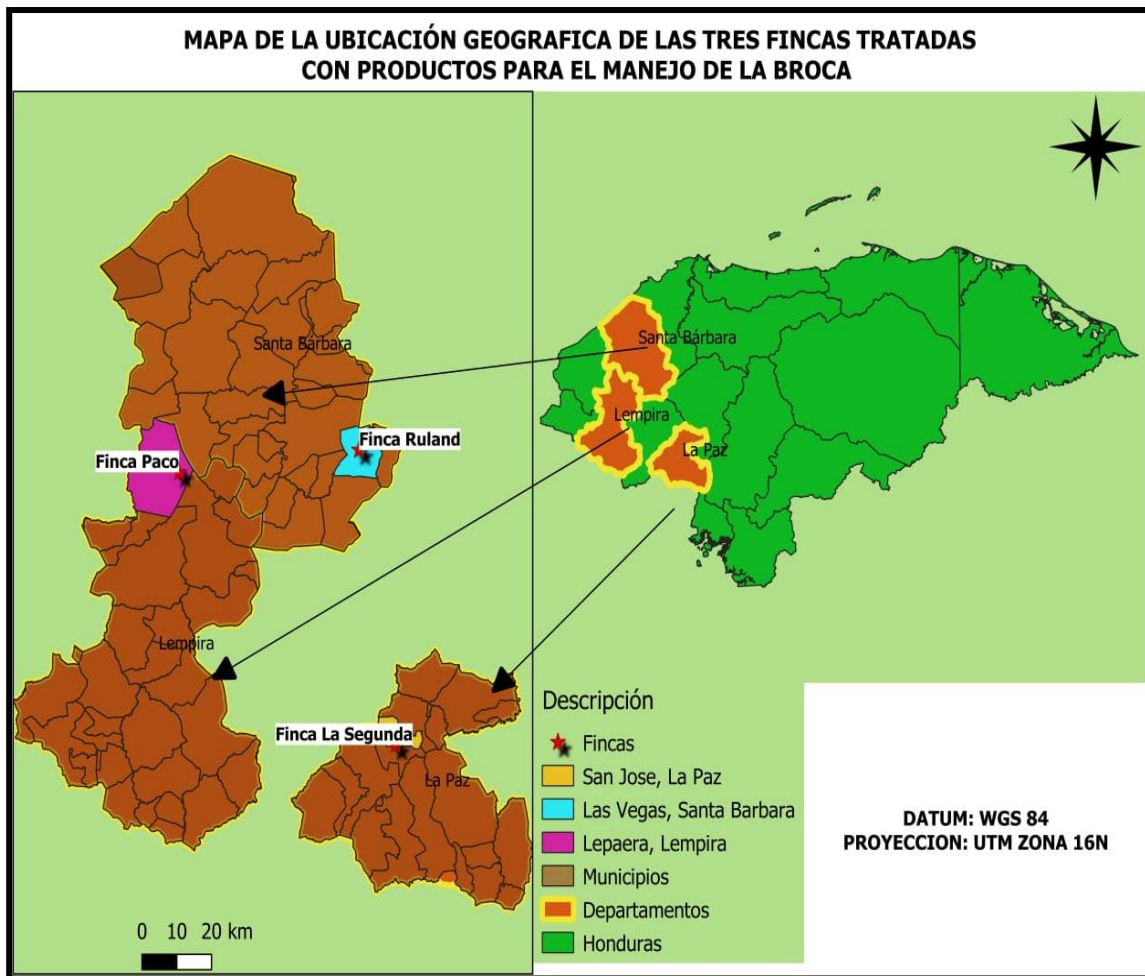 MAPA DE LA UBICACIÓN GEOGRAFICA DE LAS TRES FINCAS TRATADAS
CON PRODUCTOS PARA EL MANEJO DE LA BROCA
Santa Bárbara
Finca Ruland
Finca Paco
Lempira
Finca La Segunda
La Paz
0 10 20 km
Santa Bárbara
Lempira
La Paz
Descripción
Fincas
San Jose, La Paz
Las Vegas, Santa Barbara
Lepaera, Lempira
Municipios
Departamentos
Honduras
DATUM: WGS 84
PROYECCION: UTM ZONA 16N